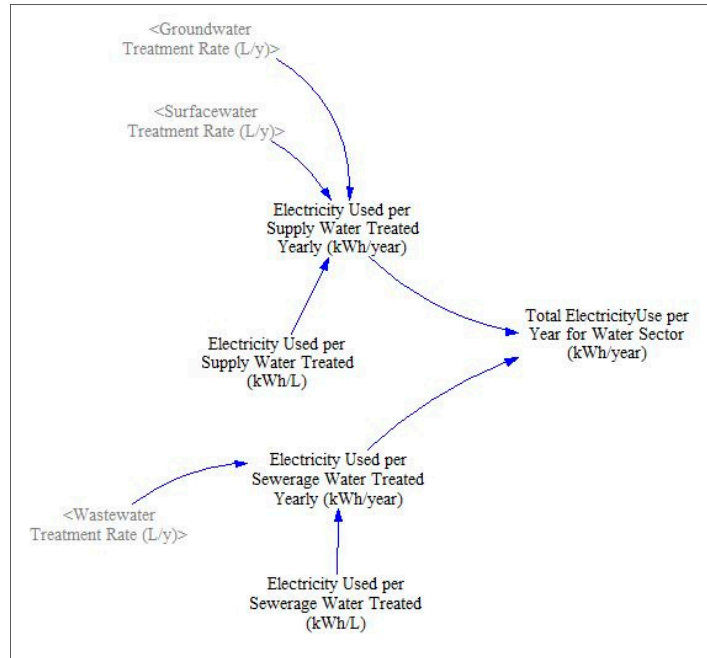 <Groundwater
Treatment Rate (L/y)>
<Surfacewater
Treatment Rate (L/y)>
Electricity Used per
Supply Water Treated
Yearly (kWh/year)
Total ElectricityUse per
Year for Water Sector
(kWh/year)
Electricity Used per
Supply Water Treated
(kWh/L)
Electricity Used per
Sewerage Water Treated
Yearly (kWh/year)
<Wastewater
Treatment Rate (L/y)>
Electricity Used per
Sewerage Water Treated
(kWh/L)